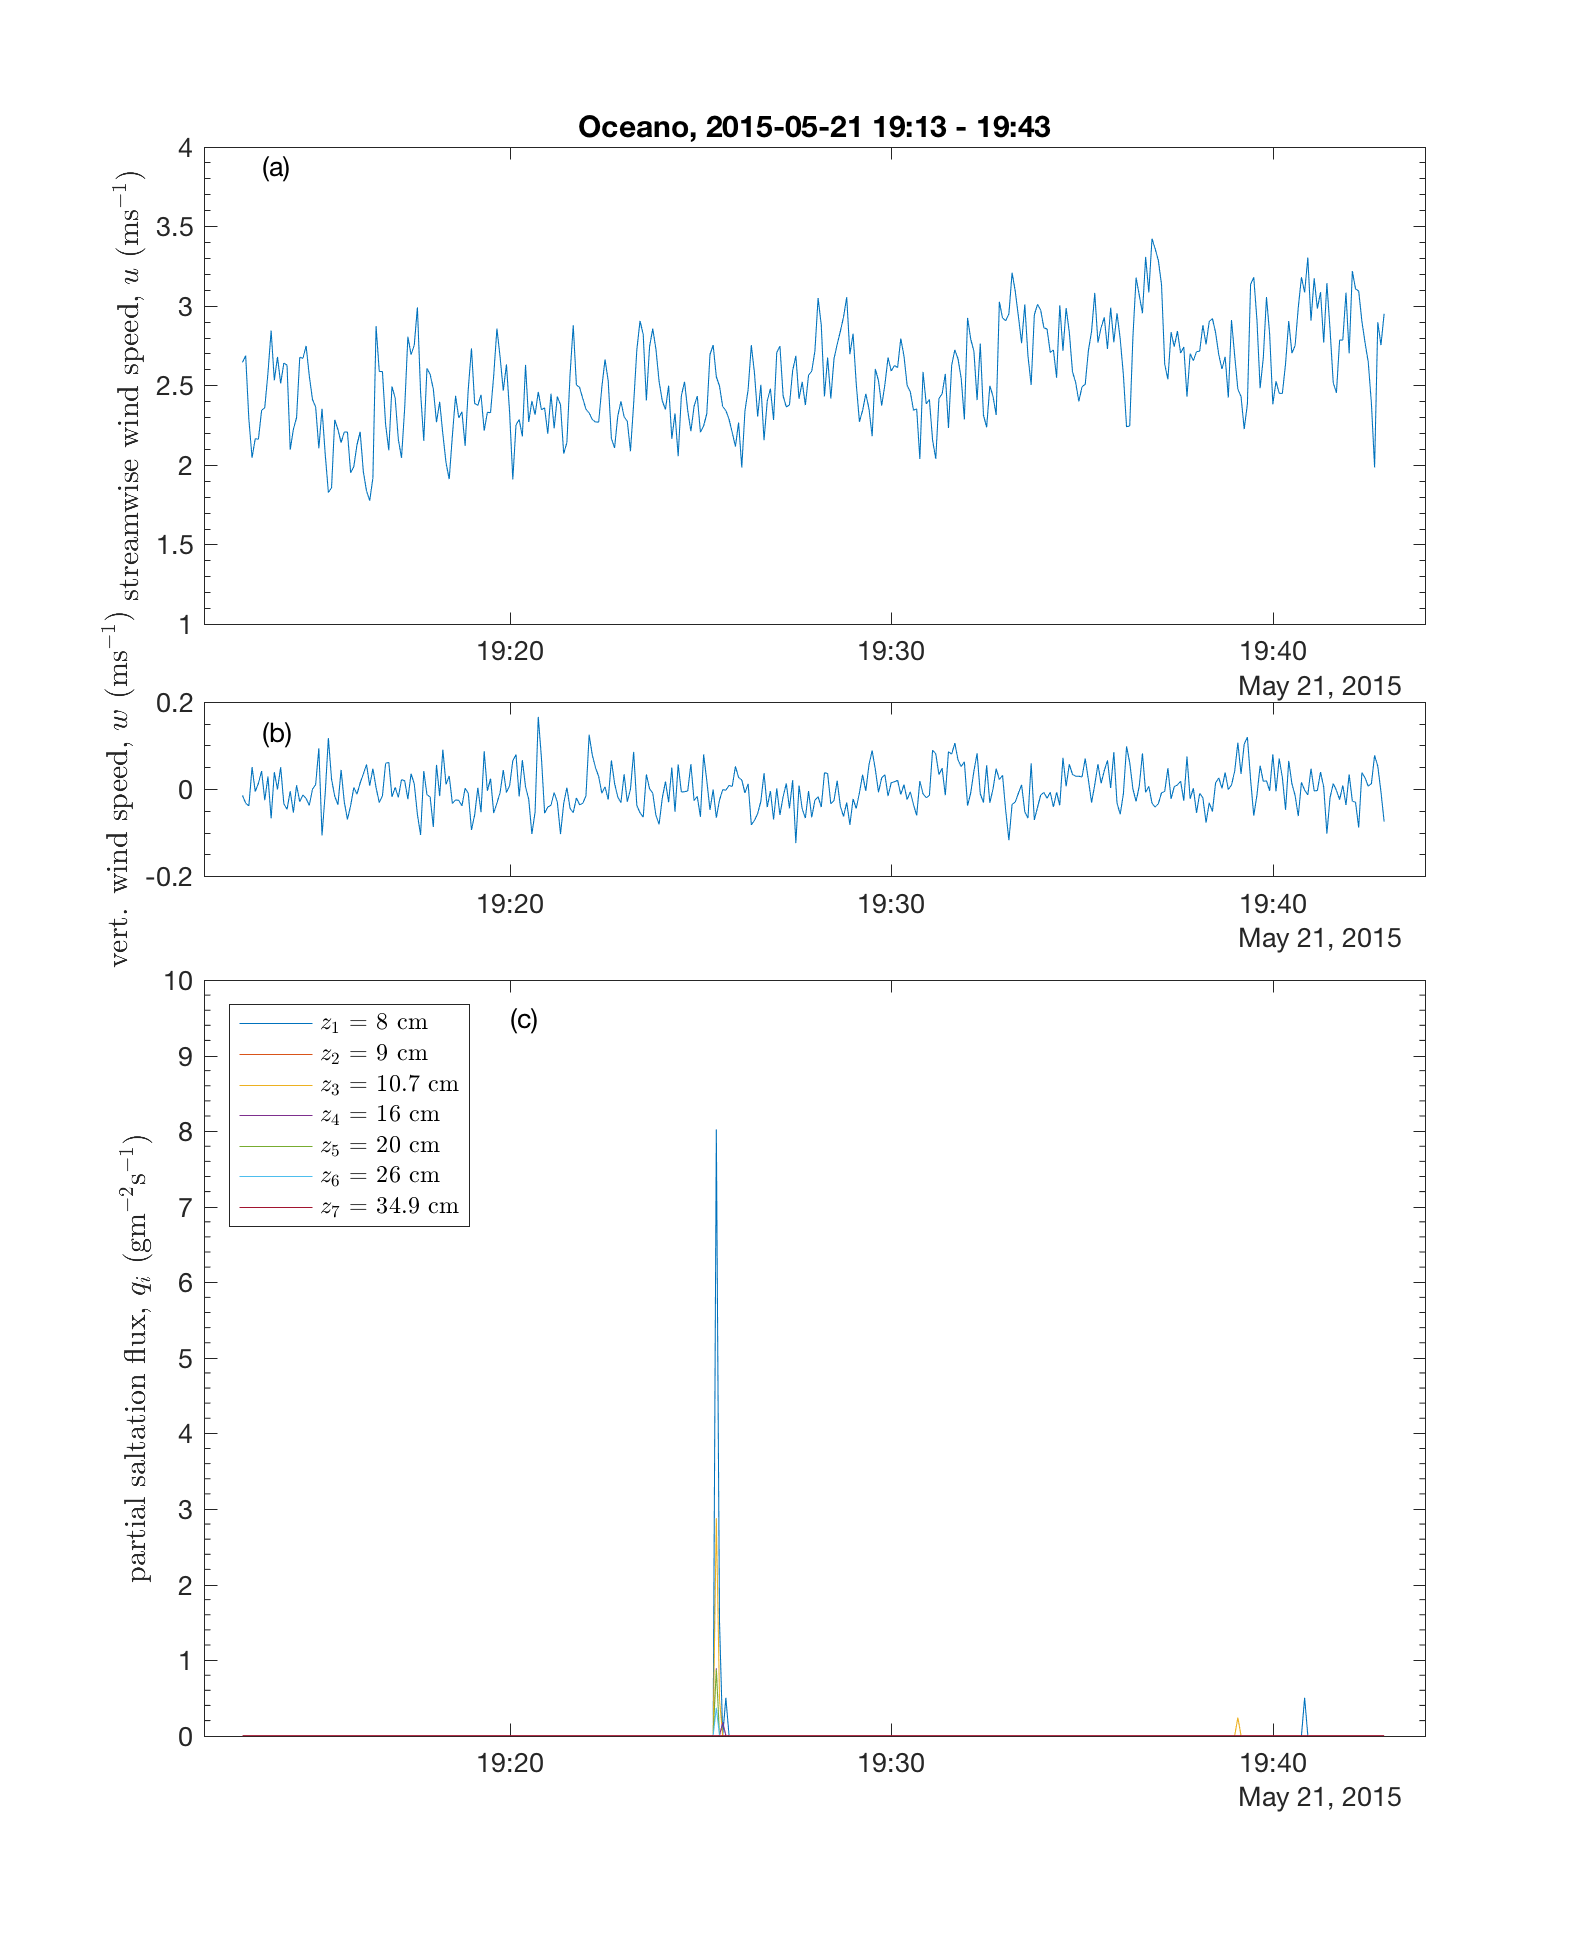 Oceano, 2015-05-21 19:13 - 19:43
(a)
streamwise wind speed, u (ms⁻¹)
4
3.5
3
2.5
2
1.5
1
19:20 19:30 19:40
May 21, 2015
(b)
vert. wind speed, w (ms⁻¹)
0.2
0
-0.2
19:20 19:30 19:40
May 21, 2015
(c)
partial saltation flux, qᵢ (gm⁻²s⁻¹)
10
9
8
7
6
5
4
3
2
1
0
z₁ = 8 cm
z₂ = 9 cm
z₃ = 10.7 cm
z₄ = 16 cm
z₅ = 20 cm
z₆ = 26 cm
z₇ = 34.9 cm
19:20 19:30 19:40
May 21, 2015